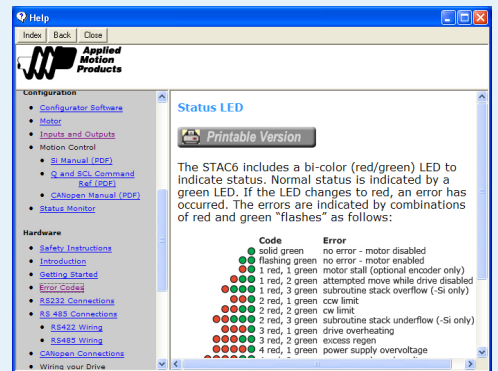 Help
Index Back Close
Applied
Motion
Products
Configuration
Configurator Software
Motor
Inputs and Outputs
Motion Control
Si Manual (PDF)
Q and SCL Command
Ref (PDF)
CANopen Manual (PDF)
Status Monitor
Hardware
Safety Instructions
Introduction
Getting Started
Error Codes
RS232 Connections
RS 485 Connections
RS422 Wiring
RS485 Wiring
CANopen Connections
Wiring your Drive
Status LED
Printable Version
The STAC6 includes a bi-color (red/green) LED to
indicate status. Normal status is indicated by a
green LED. If the LED changes to red, an error has
occurred. The errors are indicated by combinations
of red and green “flashes” as follows:
Code Error
solid green no error - motor disabled
flashing green no error - motor enabled
1 red, 1 green motor stall (optional encoder only)
1 red, 2 green attempted move while drive disabled
1 red, 3 green subroutine stack overflow (-Si only)
2 red, 1 green ccw limit
2 red, 2 green cw limit
2 red, 3 green subroutine stack underflow (-Si only)
3 red, 1 green drive overheating
3 red, 2 green excess regen
4 red, 1 green power supply overvoltage